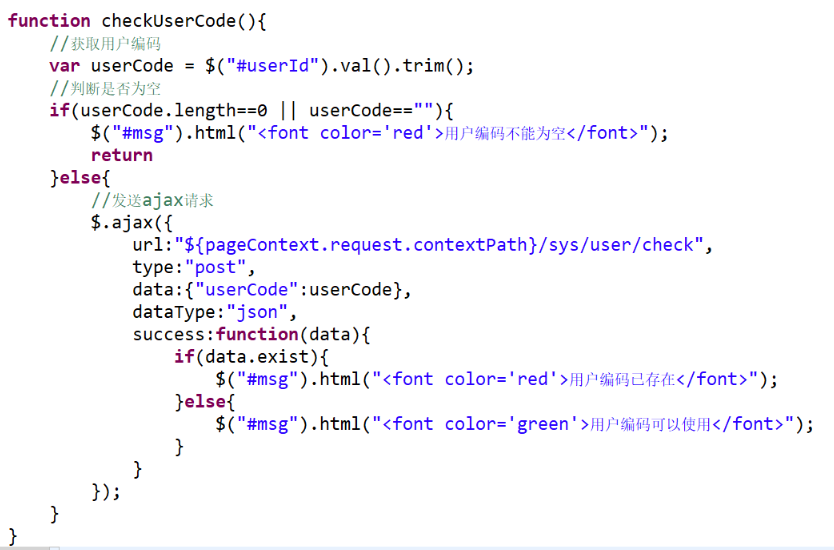 function checkUserCode(){
//获取用户编码
var userCode = $("#userId").val().trim();
//判断是否为空
if(userCode.length==0 || userCode==""){
$("#msg").html("<font color='red'>用户编码不能为空</font>");
return
}else{
//发送ajax请求
$.ajax({
url:"${pageContext.request.contextPath}/sys/user/check",
type:"post",
data:{"userCode":userCode},
dataType:"json",
success:function(data){
if(data.exist){
$("#msg").html("<font color='red'>用户编码已存在</font>");
}else{
$("#msg").html("<font color='green'>用户编码可以使用</font>");
}
}
});
}
}